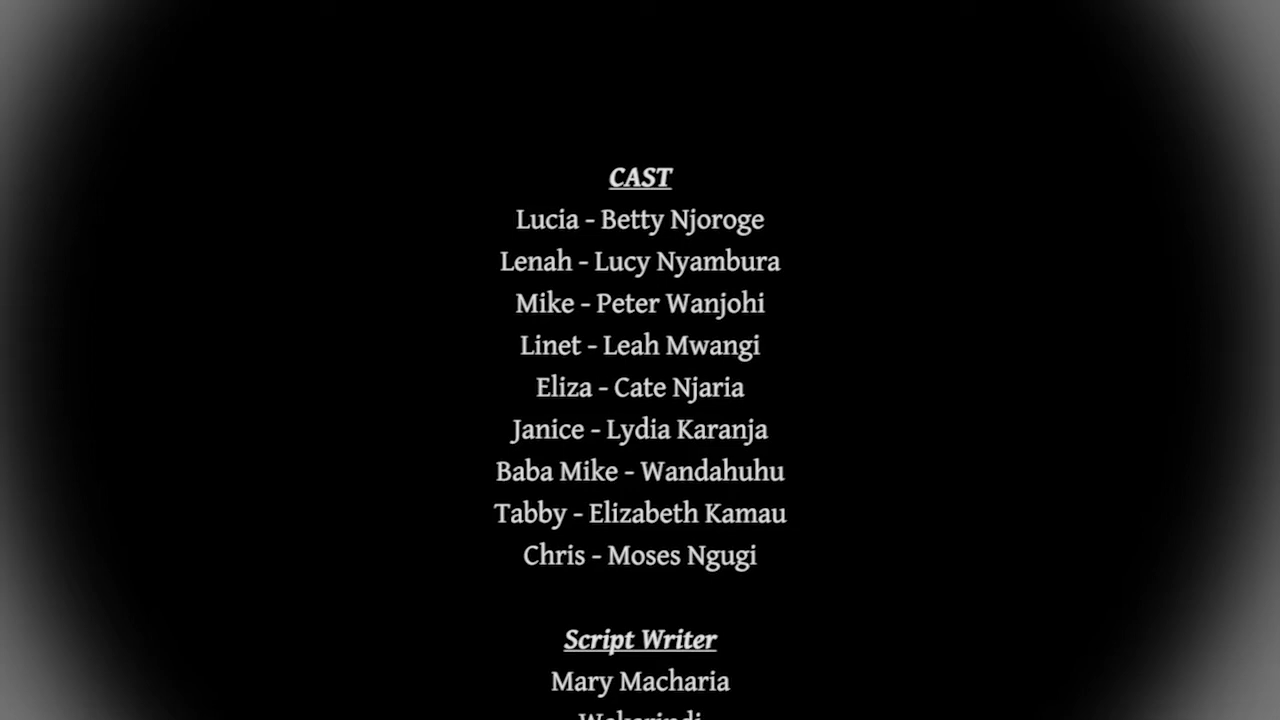 CAST
Lucia - Betty Njoroge
Lenah - Lucy Nyambura
Mike - Peter Wanjohi
Linet - Leah Mwangi
Eliza - Cate Njaria
Janice - Lydia Karanja
Baba Mike - Wandahuhu
Tabby - Elizabeth Kamau
Chris - Moses Ngugi
Script Writer
Mary Macharia